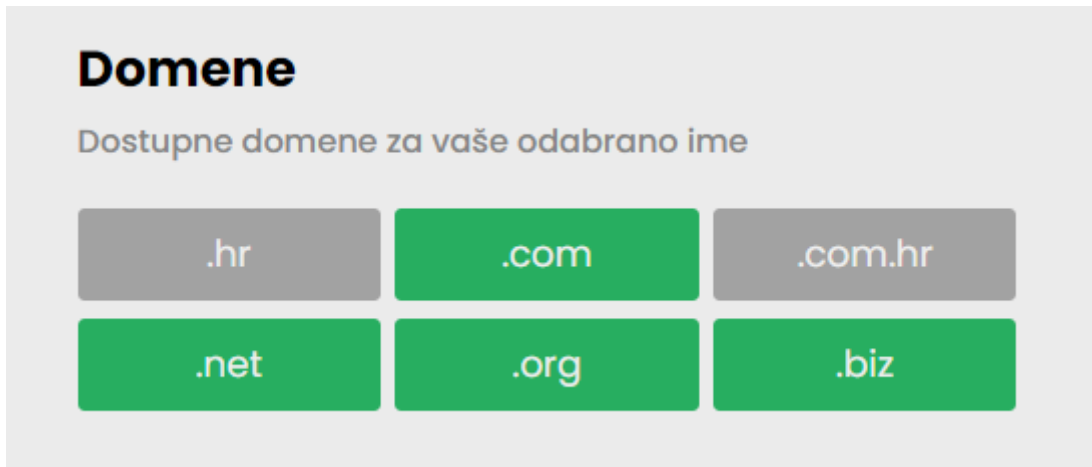 Domene
Dostupne domene za vaše odabrano ime
.hr .com .com.hr
.net .org .biz